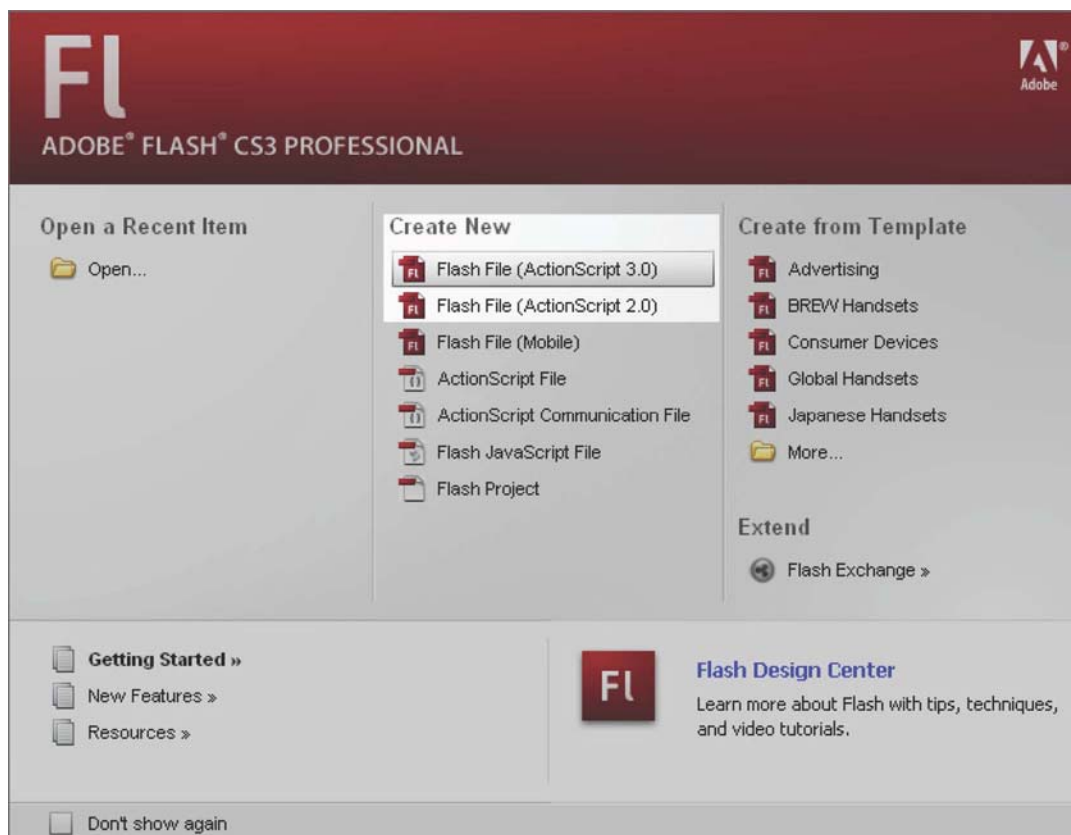 Fl
Adobe®
ADOBE® FLASH® CS3 PROFESSIONAL
Open a Recent Item
Open...
Create New
Flash File (ActionScript 3.0)
Flash File (ActionScript 2.0)
Flash File (Mobile)
ActionScript File
ActionScript Communication File
Flash JavaScript File
Flash Project
Create from Template
Advertising
BREW Handsets
Consumer Devices
Global Handsets
Japanese Handsets
More...
Extend
Flash Exchange »
Getting Started »
New Features »
Resources »
Fl
Flash Design Center
Learn more about Flash with tips, techniques,
and video tutorials.
Don't show again